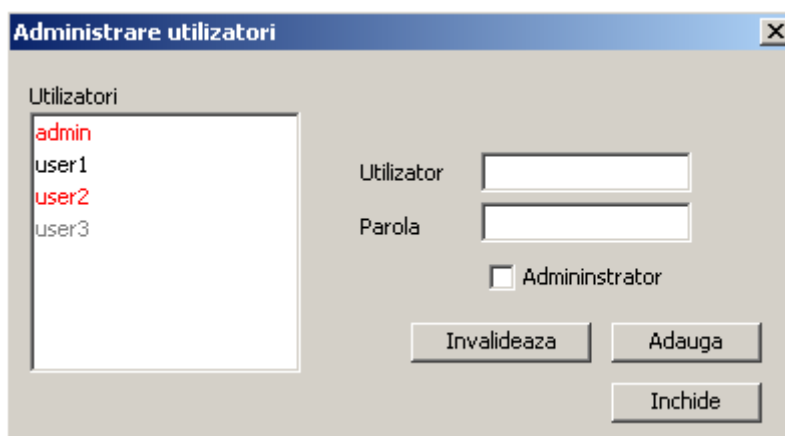 Administrare utilizatori
Utilizatori
admin
user1
user2
user3
Utilizator
Parola
Admininstrator
Invalideaza
Adauga
Inchide